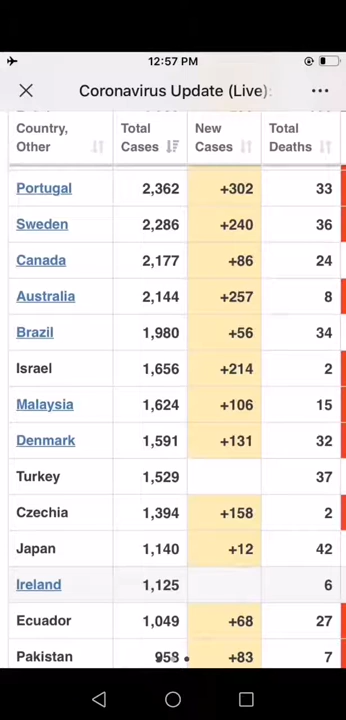 12:57 PM
Coronavirus Update (Live):
Country, Other Total Cases New Cases Total Deaths
Portugal 2,362 +302 33
Sweden 2,286 +240 36
Canada 2,177 +86 24
Australia 2,144 +257 8
Brazil 1,980 +56 34
Israel 1,656 +214 2
Malaysia 1,624 +106 15
Denmark 1,591 +131 32
Turkey 1,529 37
Czechia 1,394 +158 2
Japan 1,140 +12 42
Ireland 1,125 6
Ecuador 1,049 +68 27
Pakistan +83 7